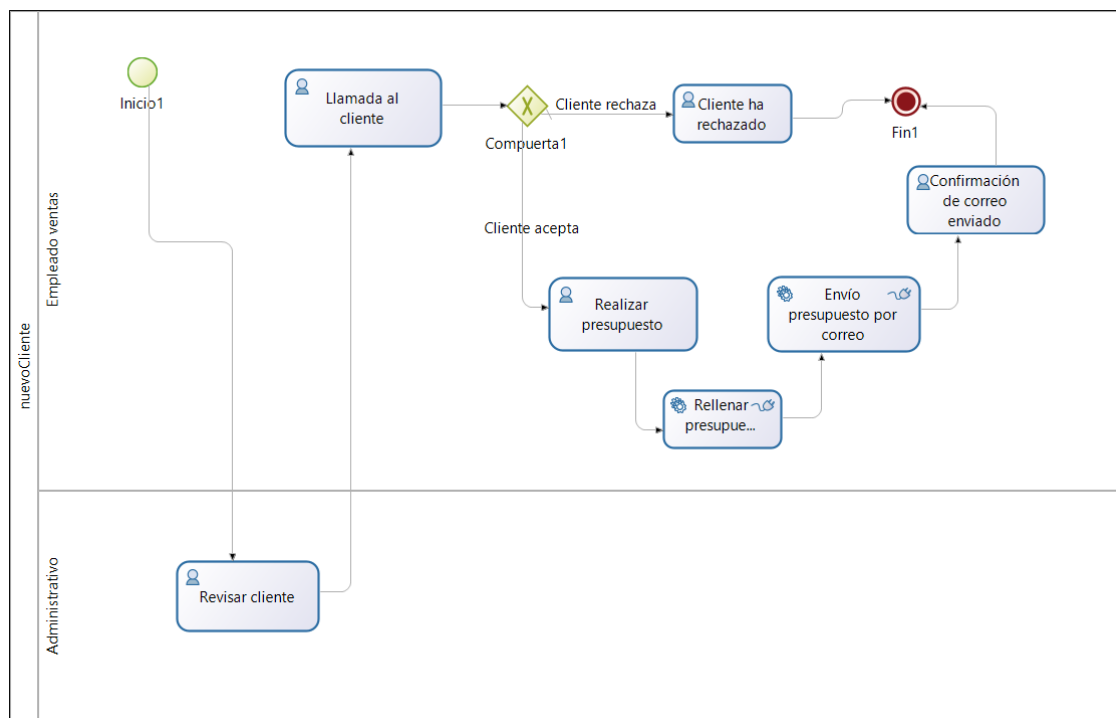 nuevoCliente
Empleado ventas
Inicio1
Llamada al
cliente
Compuerta1
Cliente rechaza
Cliente ha
rechazado
Fin1
Confirmación
de correo
enviado
Cliente acepta
Realizar
presupuesto
Envío
presupuesto por
correo
Rellenar
presupue...
Administrativo
Revisar cliente